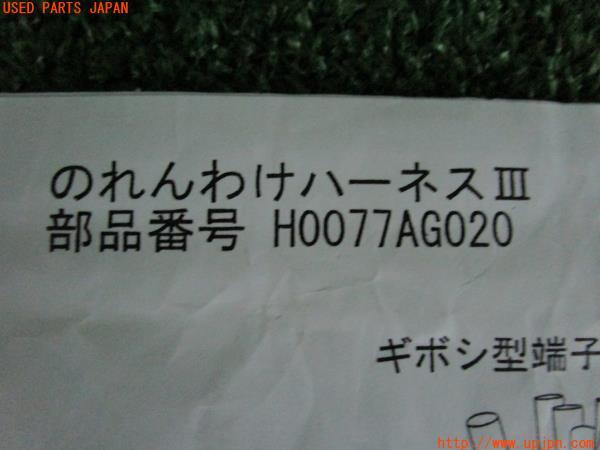 USED PARTS JAPAN
のれんわけハーネスⅢ
部品番号 H0077AG020
ギボシ型端子
http://www.upjpn.com/